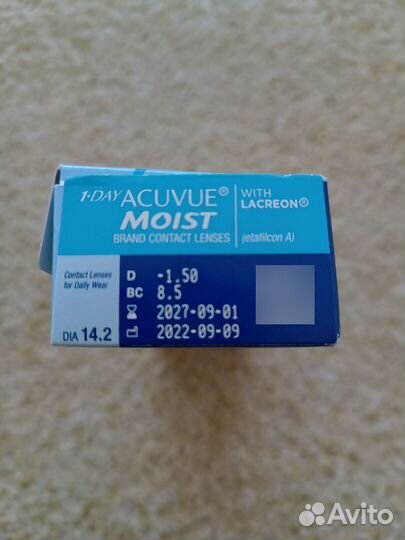 1·DAY ACUVUE®
MOIST
BRAND CONTACT LENSES
WITH
LACREON®
(etafilcon A)
Contact Lenses
for Daily Wear
DIA 14.2
D -1.50
BC 8.5
2027-09-01
2022-09-09
Avito